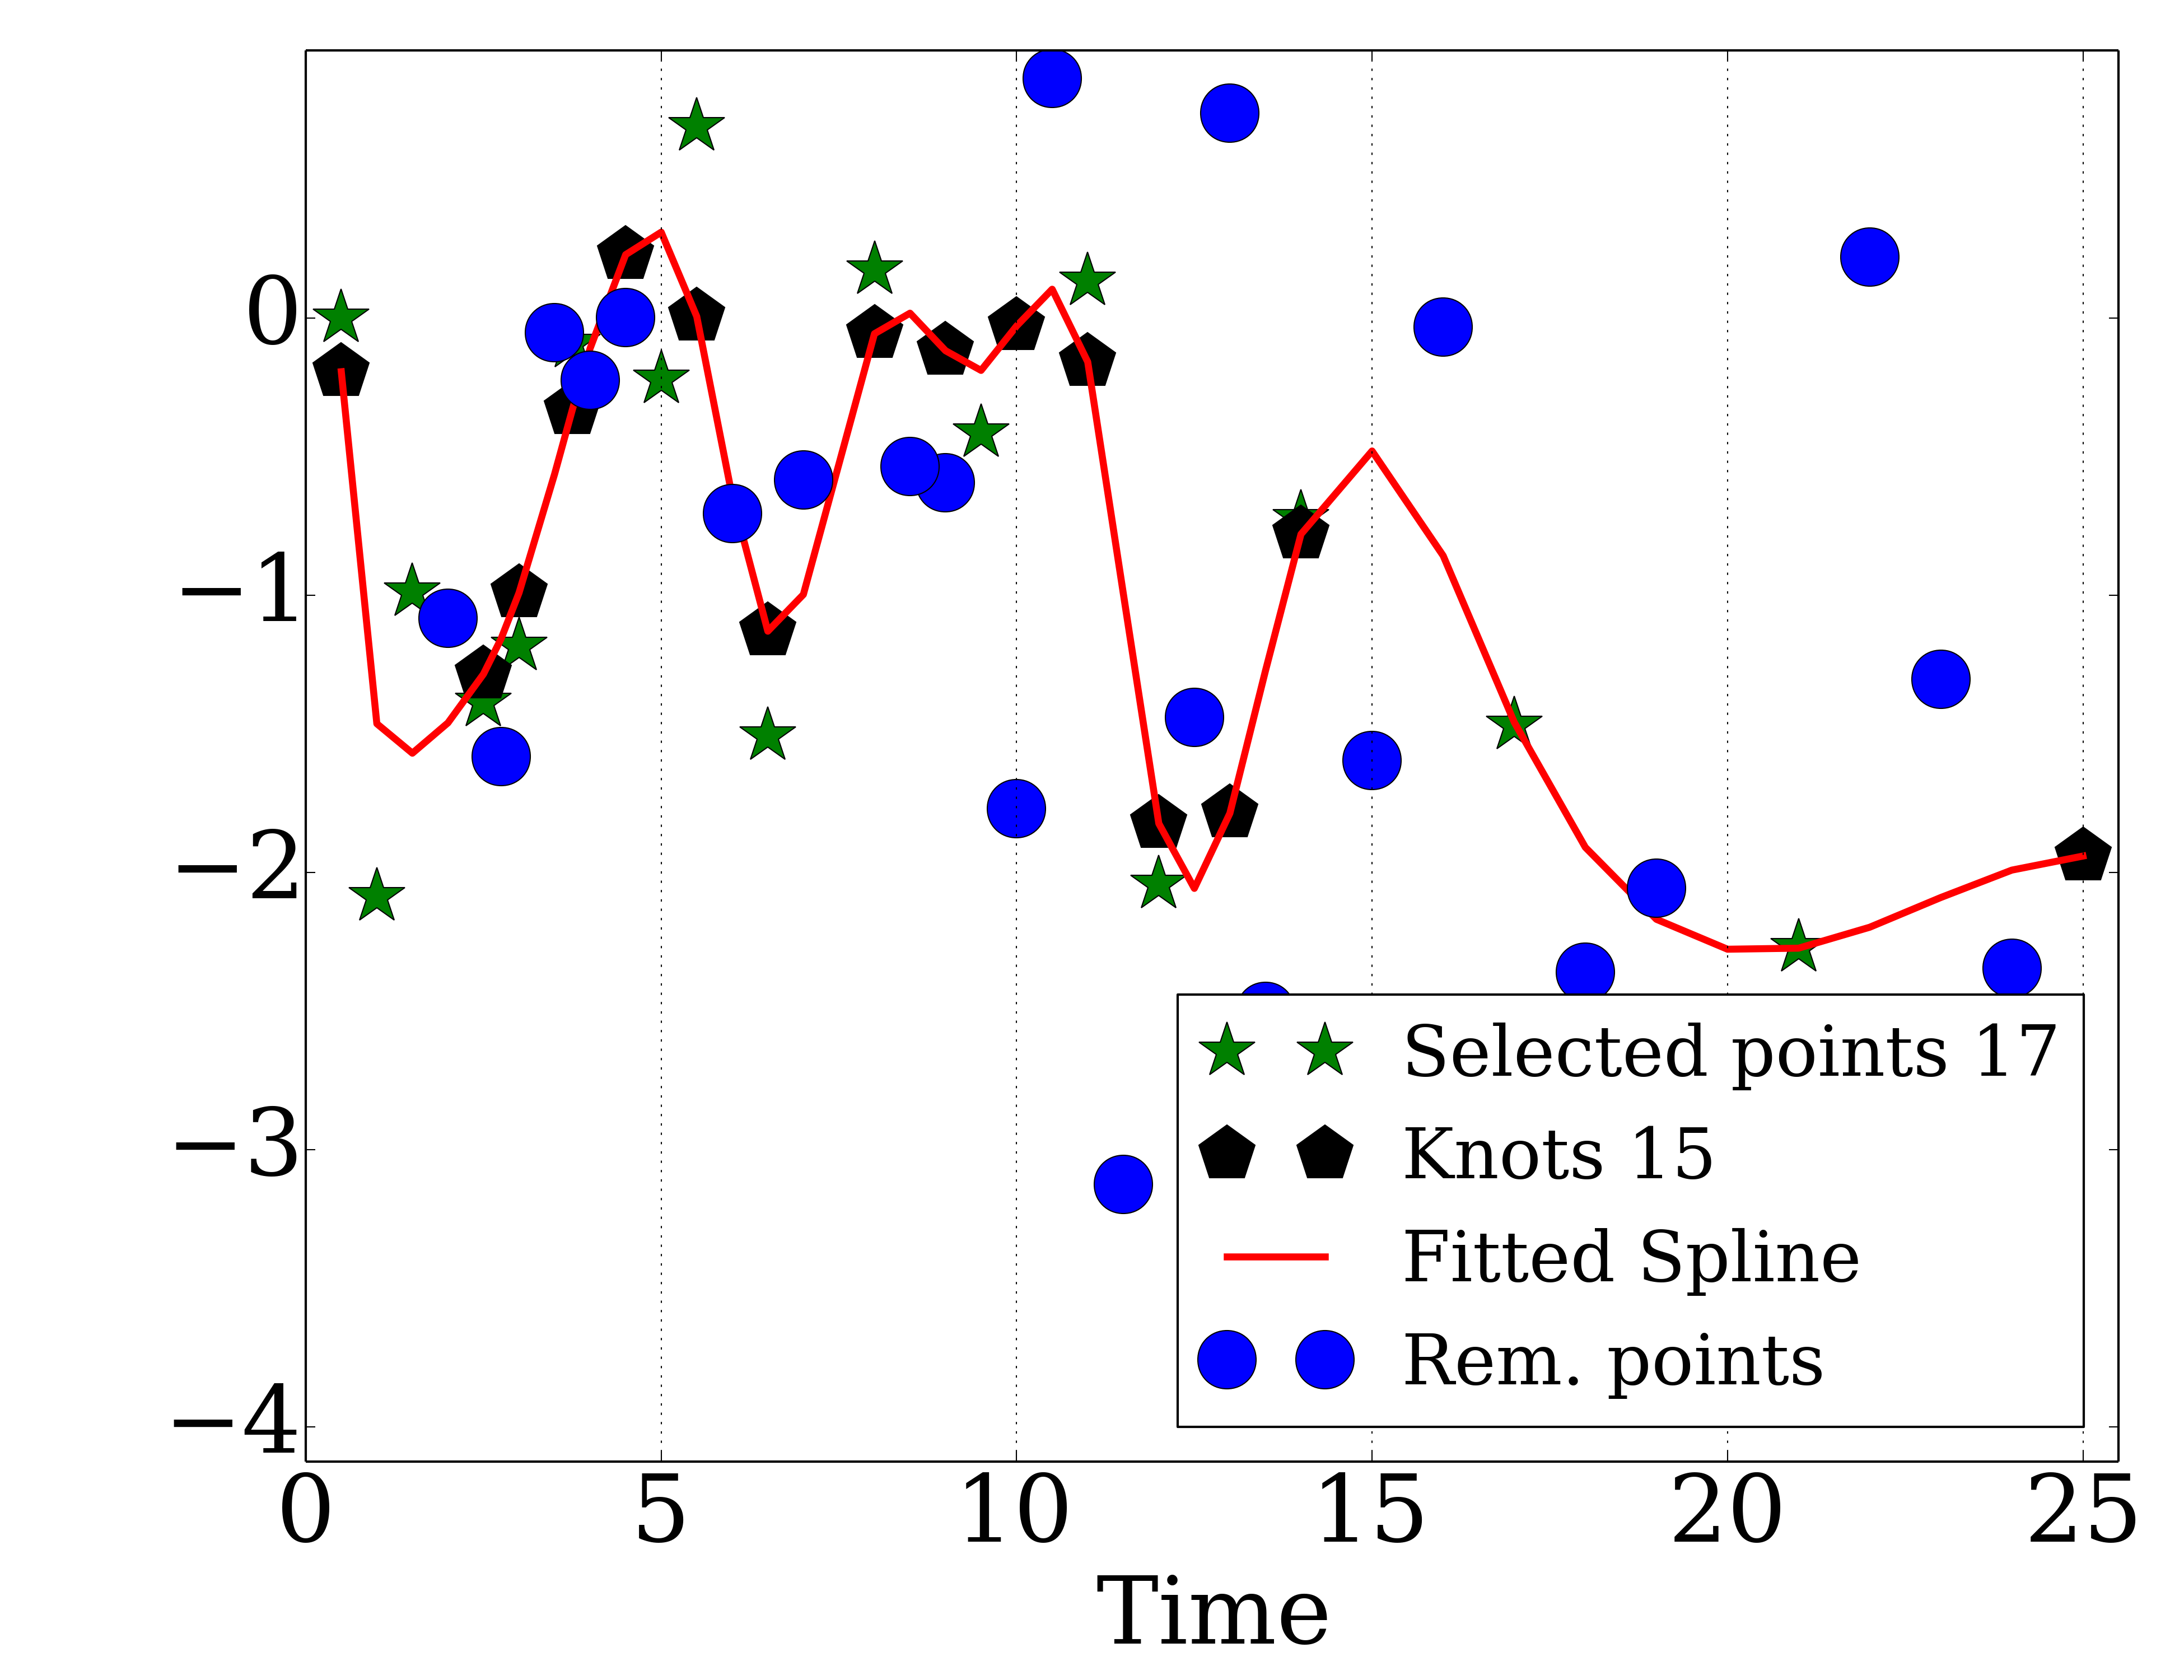 0
−1
−2
−3
−4
0 5 10 15 20 25
Time
Selected points 17
Knots 15
Fitted Spline
Rem. points